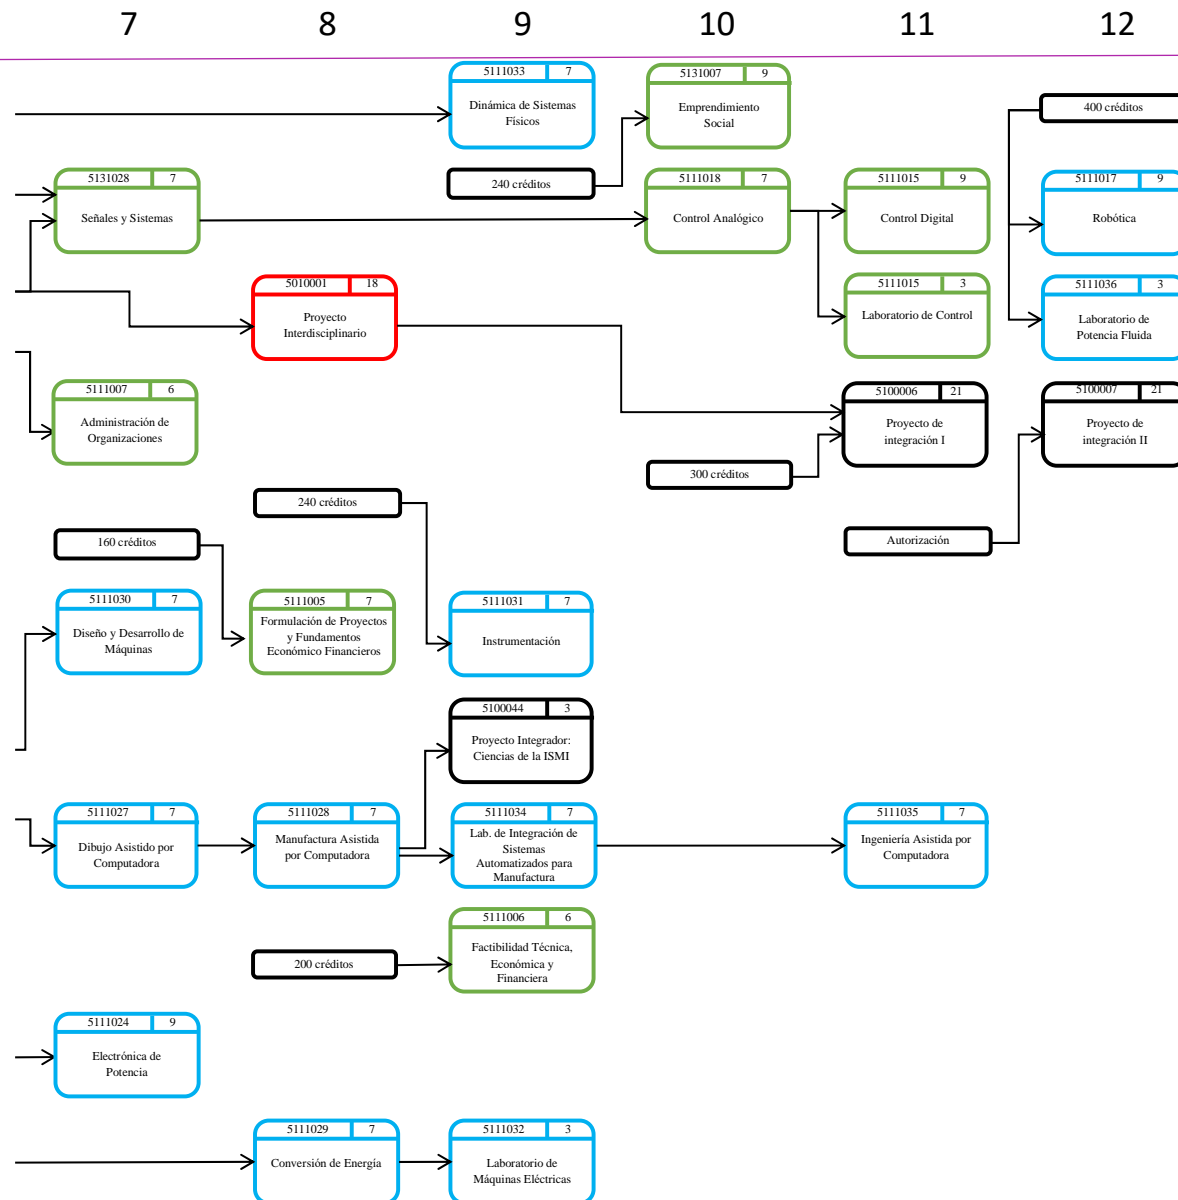 7 8 9 10 11 12
5111033 7
Dinámica de Sistemas
Físicos
5131007 9
Emprendimiento
Social
400 créditos
240 créditos
5131028 7
Señales y Sistemas
5111018 7
Control Analógico
5111015 9
Control Digital
5111017 9
Robótica
5010001 18
Proyecto
Interdisciplinario
5111015 3
Laboratorio de Control
5111036 3
Laboratorio de
Potencia Fluida
5111007 6
Administración de
Organizaciones
5100006 21
Proyecto de
integración I
5100007 21
Proyecto de
integración II
300 créditos
240 créditos
160 créditos
Autorización
5111030 7
Diseño y Desarrollo de
Máquinas
5111005 7
Formulación de Proyectos
y Fundamentos
Económico Financieros
5111031 7
Instrumentación
5100044 3
Proyecto Integrador:
Ciencias de la ISMI
5111027 7
Dibujo Asistido por
Computadora
5111028 7
Manufactura Asistida
por Computadora
5111034 7
Lab. de Integración de
Sistemas
Automatizados para
Manufactura
5111035 7
Ingeniería Asistida por
Computadora
200 créditos
5111006 6
Factibilidad Técnica,
Económica y
Financiera
5111024 9
Electrónica de
Potencia
5111029 7
Conversión de Energía
5111032 3
Laboratorio de
Máquinas Eléctricas